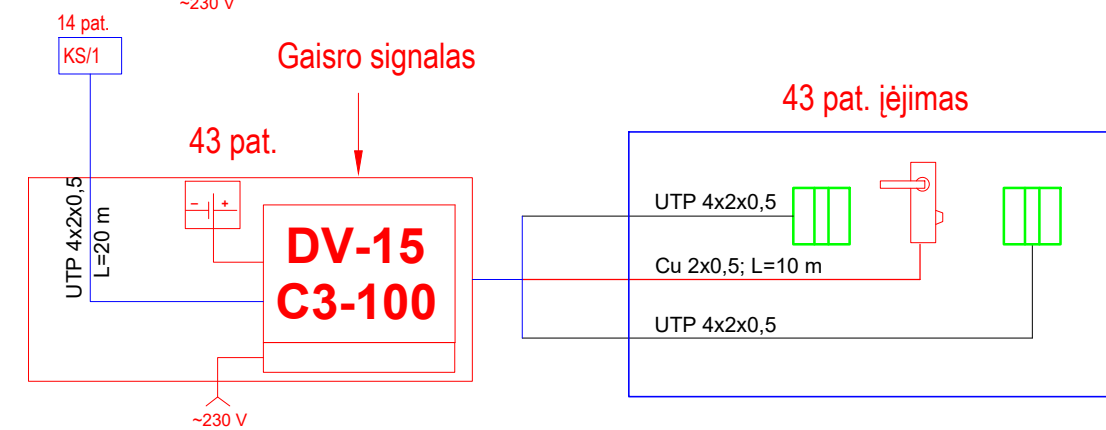 ~230 V
14 pat.
KS/1
Gaisro signalas
43 pat. įėjimas
43 pat.
UTP 4x2x0,5
L=20 m
- +
DV-15
C3-100
UTP 4x2x0,5
Cu 2x0,5; L=10 m
UTP 4x2x0,5
~230 V